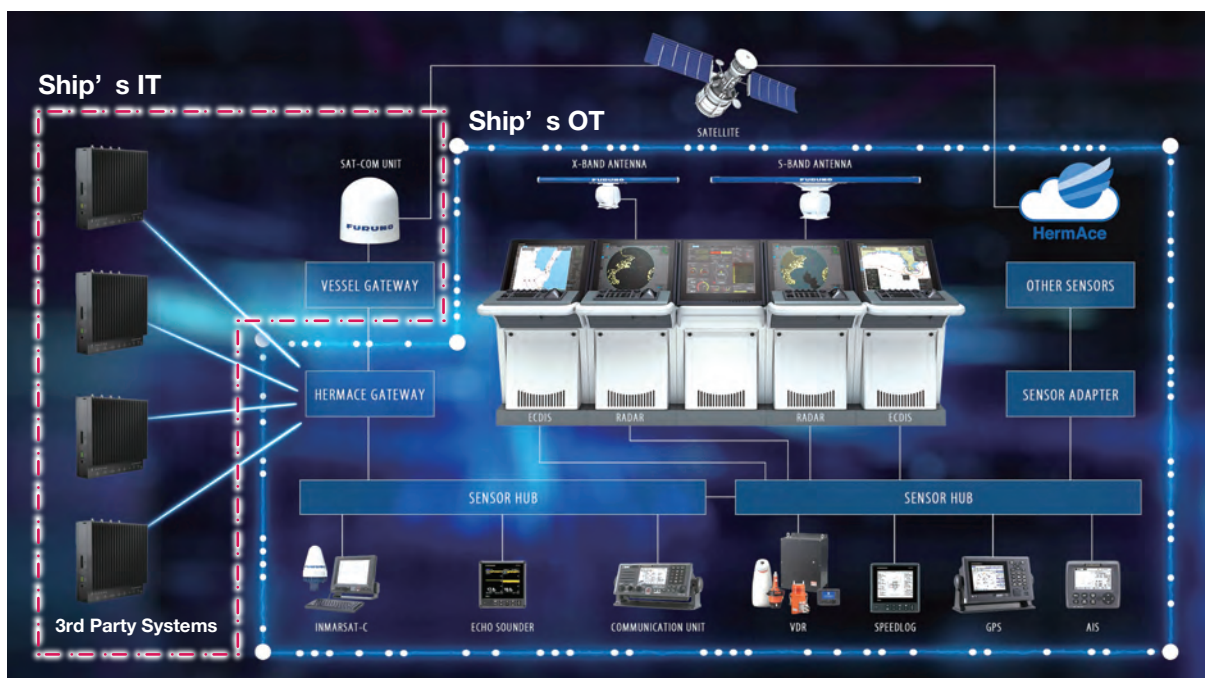 Ship’ s IT
SATELLITE
Ship’ s OT
SAT-COM UNIT
X-BAND ANTENNA
S-BAND ANTENNA
FURUNO
FURUNO
FURUNO
HermAce
VESSEL GATEWAY
OTHER SENSORS
HERMACE GATEWAY
SENSOR ADAPTER
ECDIS
RADAR
RADAR
ECDIS
SENSOR HUB
SENSOR HUB
3rd Party Systems
INMARSAT-C
ECHO SOUNDER
COMMUNICATION UNIT
VDR
SPEEDLOG
GPS
AIS